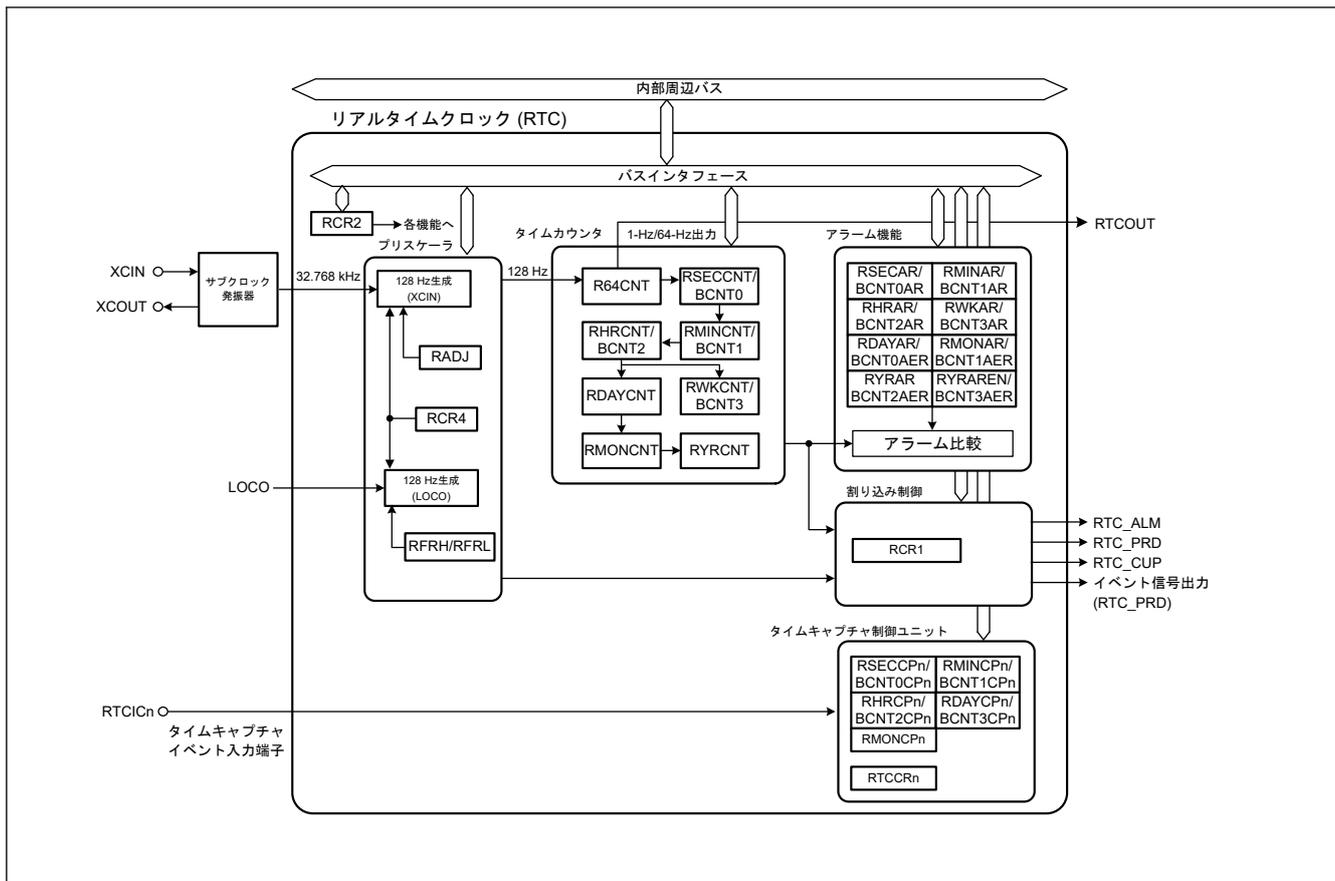 内部周辺バス
リアルタイムクロック (RTC)
バスインタフェース
RCR2
各機能へ
プリスケーラ
タイムカウンタ
1-Hz/64-Hz出力
アラーム機能
RTCOUT
XCIN
XCOUT
サブクロック
発振器
32.768 kHz
128 Hz生成
(XCIN)
128 Hz
RADJ
RCR4
LOCO
128 Hz生成
(LOCO)
RFRH/RFRL
R64CNT
RSECCNT/
BCNT0
RHRCNT/
BCNT2
RMINCNT/
BCNT1
RDAYCNT
RWKCNT/
BCNT3
RMONCNT
RYRCNT
RSECAR/
BCNT0AR
RMINAR/
BCNT1AR
RHRAR/
BCNT2AR
RWKAR/
BCNT3AR
RDAYAR/
BCNT0AER
RMONAR/
BCNT1AER
RYRAR
BCNT2AER
RYRAREN/
BCNT3AER
アラーム比較
割り込み制御
RCR1
RTC_ALM
RTC_PRD
RTC_CUP
イベント信号出力
(RTC_PRD)
タイムキャプチャ制御ユニット
RSECCPn/
BCNT0CPn
RMINCPn/
BCNT1CPn
RHRCPn/
BCNT2CPn
RDAYCPn/
BCNT3CPn
RMONCPn
RTCCRn
RTCICn
タイムキャプチャ
イベント入力端子